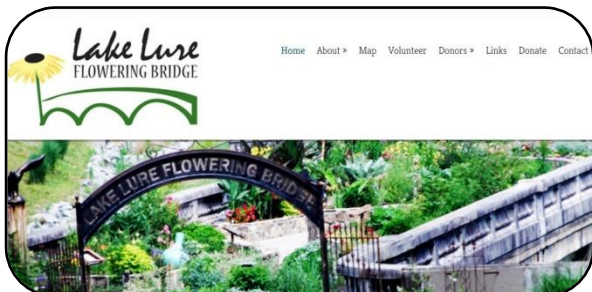 Lake Lure
FLOWERING BRIDGE
Home About » Map Volunteer Donors » Links Donate Contact
LAKE LURE FLOWERING BRIDGE